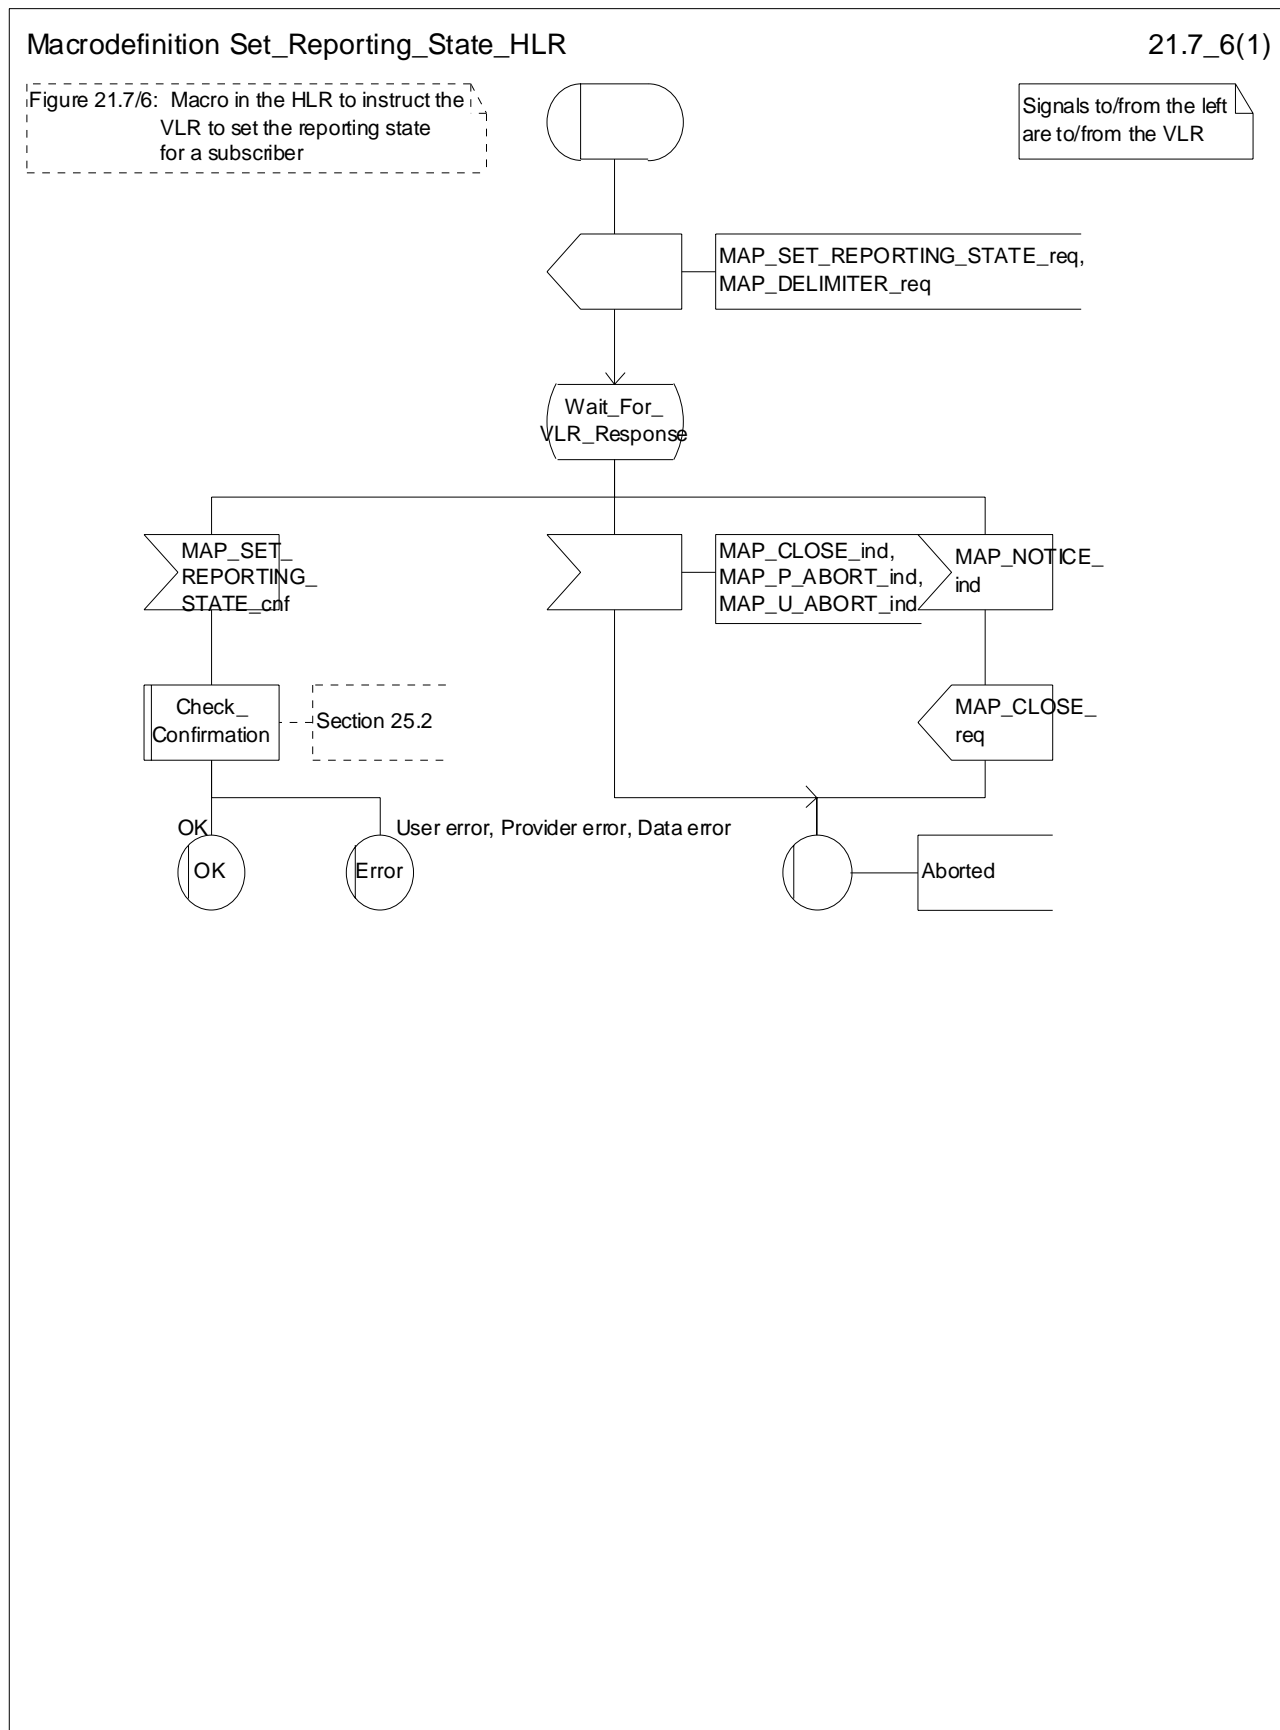 Macrodefinition Set_Reporting_State_HLR
21.7_6(1)
Figure 21.7/6: Macro in the HLR to instruct the
VLR to set the reporting state
for a subscriber
Signals to/from the left
are to/from the VLR
MAP_SET_REPORTING_STATE_req,
MAP_DELIMITER_req
Wait_For_
VLR_Response
MAP_SET_
REPORTING_
STATE_cnf
MAP_CLOSE_ind,
MAP_P_ABORT_ind,
MAP_U_ABORT_ind
MAP_NOTICE_
ind
Check_
Confirmation
Section 25.2
MAP_CLOSE_
req
OK
User error, Provider error, Data error
OK
Error
Aborted